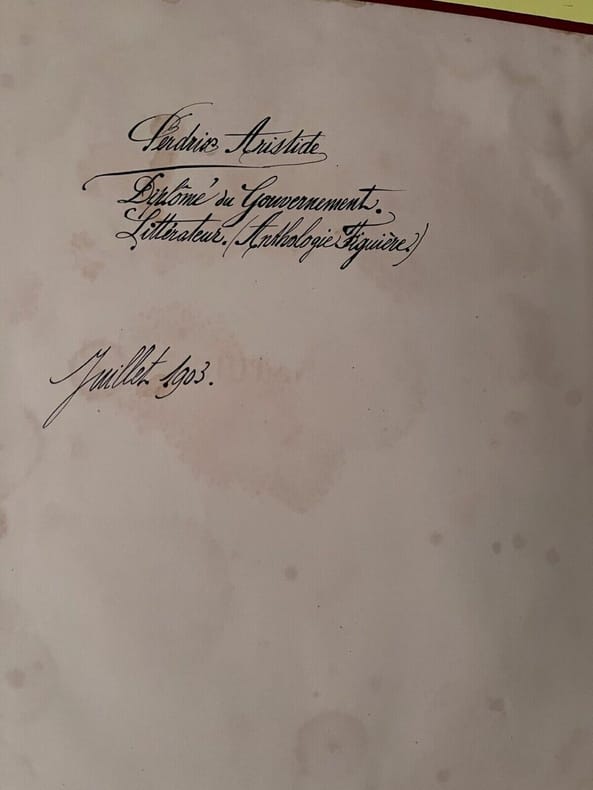 Perdrix Aristide
Diplômé du Gouvernement.
Littérateur. (Anthologie Figuière.)
Juillet 1903.